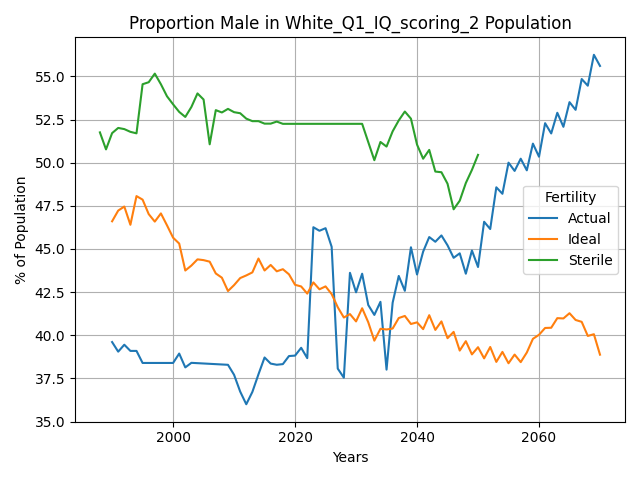 Proportion Male in White_Q1_IQ_scoring_2 Population
% of Population
55.0
52.5
50.0
47.5
45.0
42.5
40.0
37.5
35.0
Fertility
Actual
Ideal
Sterile
2000
2020
2040
2060
Years